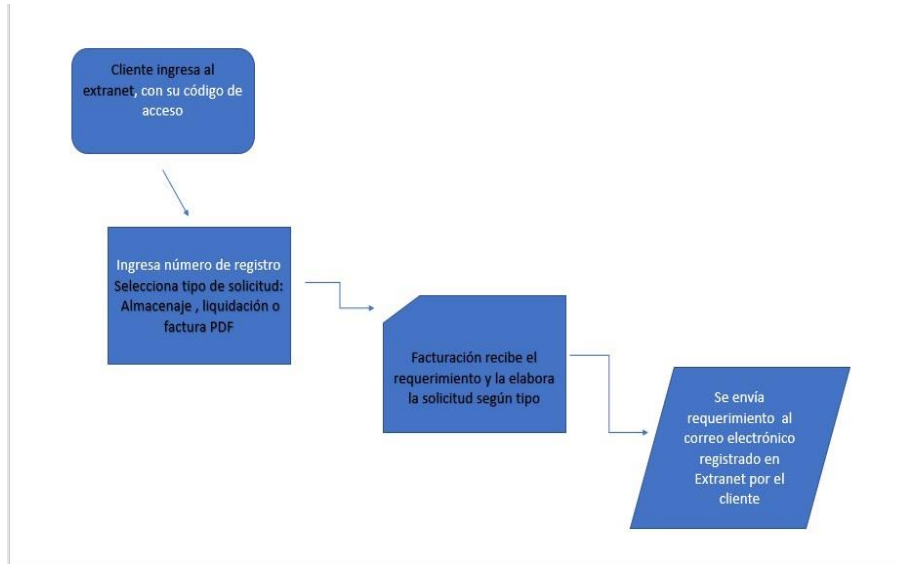 Cliente ingresa al
extranet, con su código de
acceso
Ingresa número de registro
Selecciona tipo de solicitud:
Almacenaje , liquidación o
factura PDF
Facturación recibe el
requerimiento y la elabora
la solicitud según tipo
Se envía
requerimiento al
correo electrónico
registrado en
Extranet por el
cliente